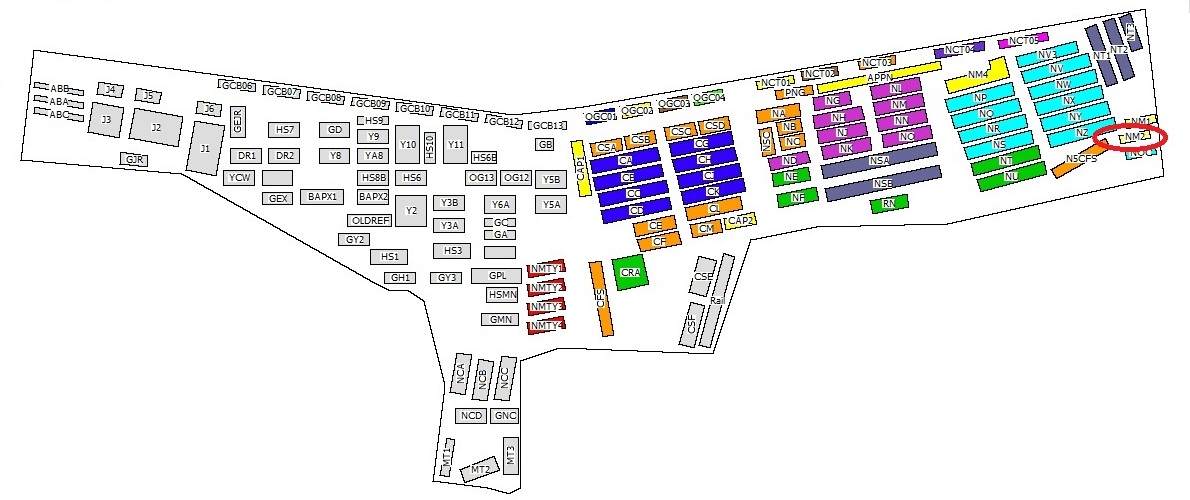 ABB
ABA
ABC
J4
J5
J3
J2
J6
J1
GJR
GEJR
GCB06
GCB07
GCB08
GCB09
GCB10
GCB11
GCB12
GCB13
HS7
GD
HS9
Y9
Y10
HS10
Y11
GB
DR1
DR2
Y8
YA8
HS6B
YCW
HS8B
HS6
OG13
OG12
Y5B
GEX
BAPX1
BAPX2
Y2
Y3B
Y6A
Y5A
OLDREF
Y3A
GC
GA
GY2
HS1
HS3
GH1
GY3
GPL
HSMN
GMN
NMTY1
NMTY2
NMTY3
NMTY4
NCA
NCB
NCC
NCD
GNC
MT1
MT2
MT3
CAP1
OGC01
OGC02
OGC03
OGC04
CSA
CSB
CSC
CSD
CA
CB
CC
CD
CE
CF
CG
CH
CJ
CK
CL
CM
CAP2
CFS
CRA
CSE
CSF
Rail
NCT01
NCT02
NCT03
NCT04
NCT05
PNG
APPN
NA
NB
NC
NSC
ND
NE
NF
NG
NH
NJ
NK
NL
NM
NN
NO
NSA
NSB
RN
NM4
NP
NQ
NR
NS
NT
NU
NV3
NV
NW
NX
NY
NZ
N5CFS
NT1
NT2
NT3
NM1
NM2